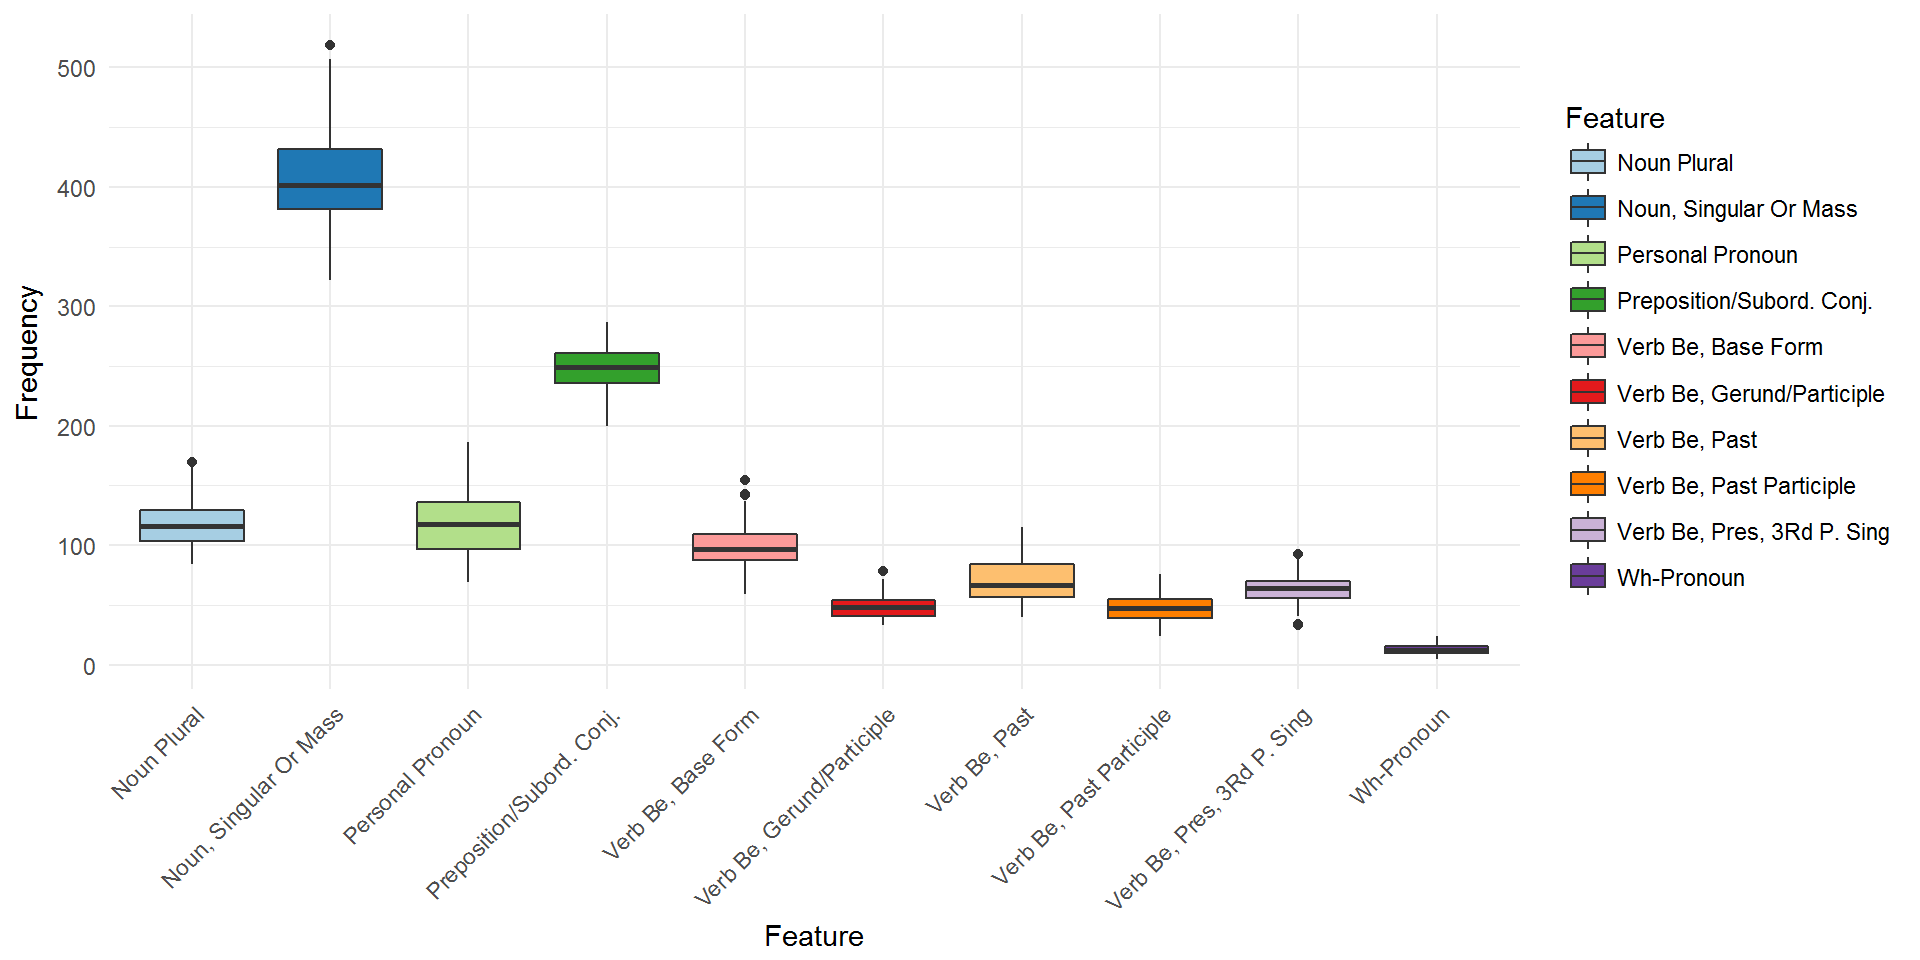 500
400
300
200
100
0
Frequency
Noun Plural
Noun, Singular Or Mass
Personal Pronoun
Preposition/Subord. Conj.
Verb Be, Base Form
Verb Be, Gerund/Participle
Verb Be, Past
Verb Be, Past Participle
Verb Be, Pres, 3Rd P. Sing
Wh-Pronoun
Feature
Feature
Noun Plural
Noun, Singular Or Mass
Personal Pronoun
Preposition/Subord. Conj.
Verb Be, Base Form
Verb Be, Gerund/Participle
Verb Be, Past
Verb Be, Past Participle
Verb Be, Pres, 3Rd P. Sing
Wh-Pronoun